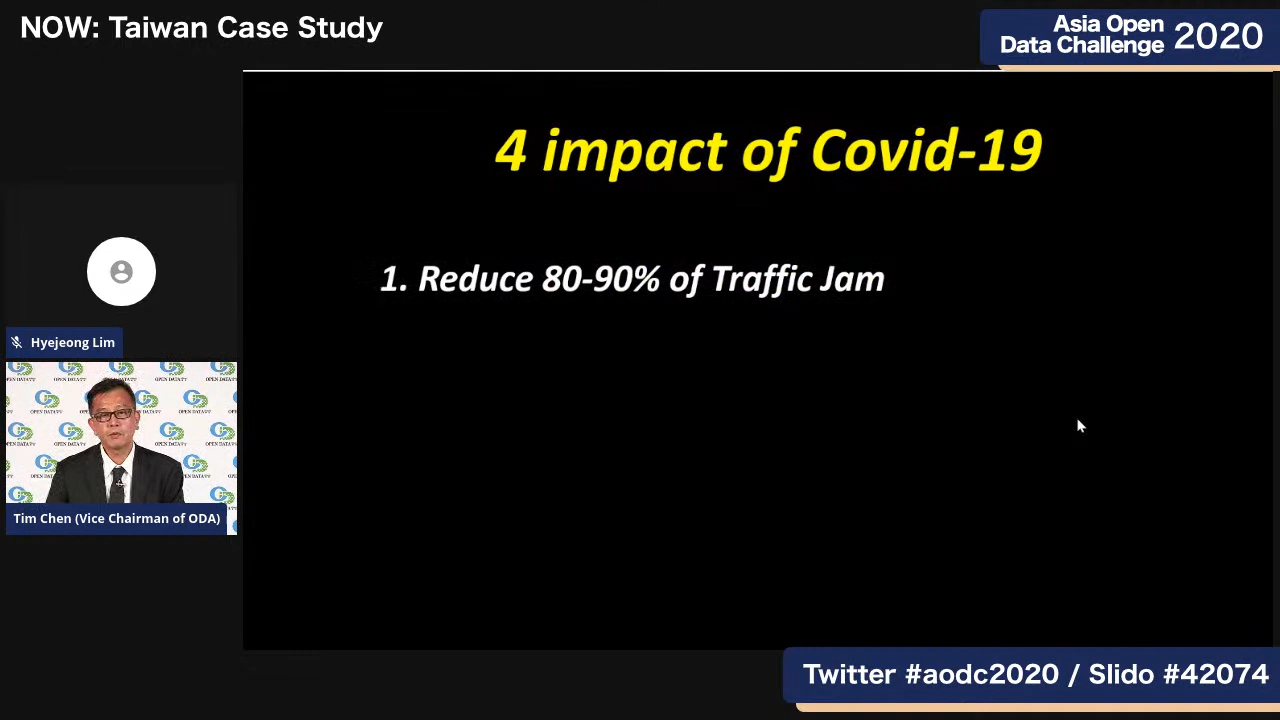 NOW: Taiwan Case Study
Asia Open
Data Challenge 2020
4 impact of Covid-19
1. Reduce 80-90% of Traffic Jam
Hyejeong Lim
Tim Chen (Vice Chairman of ODA)
Twitter #aodc2020 / Slido #42074